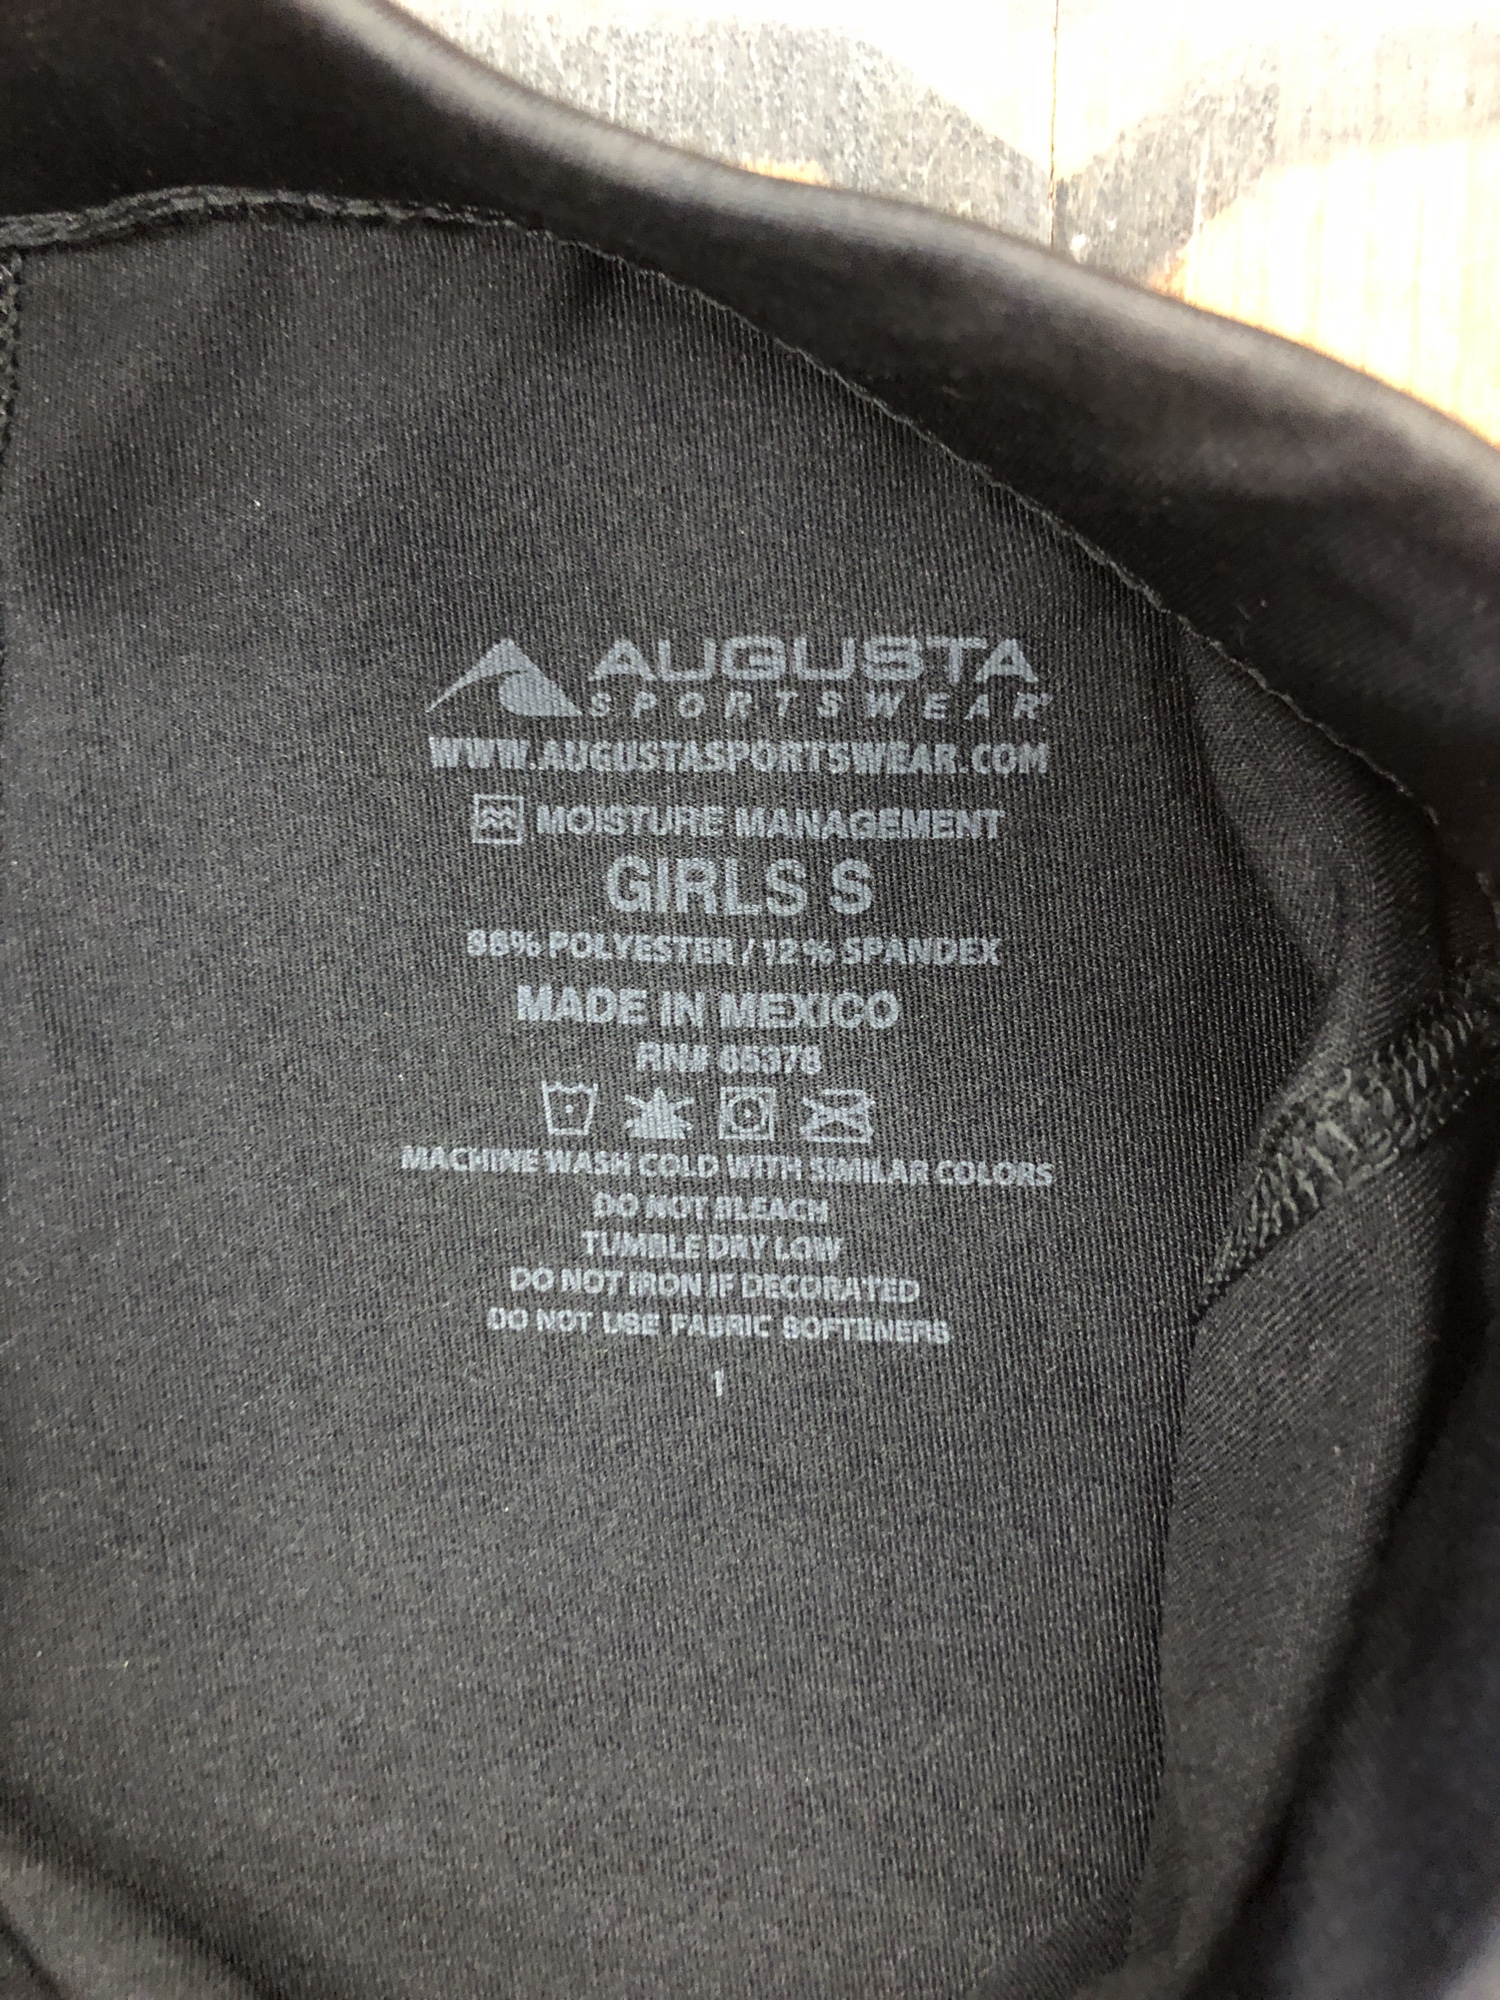 AUGUSTA
SPORTSWEAR
WWW.AUGUSTASPORTSWEAR.COM
MOISTURE MANAGEMENT
GIRLS S
88% POLYESTER / 12% SPANDEX
MADE IN MEXICO
RN#
MACHINE WASH COLD WITH SIMILAR COLORS
DO NOT BLEACH
TUMBLE DRY LOW
DO NOT IRON IF DECORATED
DO NOT USE FABRIC SOFTENERS
1